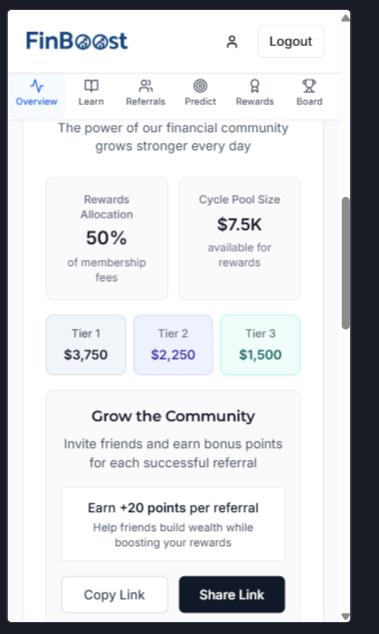 FinBoost
Logout
Overview
Learn
Referrals
Predict
Rewards
Board
The power of our financial community
grows stronger every day
Rewards
Allocation
50%
of membership
fees
Cycle Pool Size
$7.5K
available for
rewards
Tier 1
$3,750
Tier 2
$2,250
Tier 3
$1,500
Grow the Community
Invite friends and earn bonus points
for each successful referral
Earn +20 points per referral
Help friends build wealth while
boosting your rewards
Copy Link
Share Link